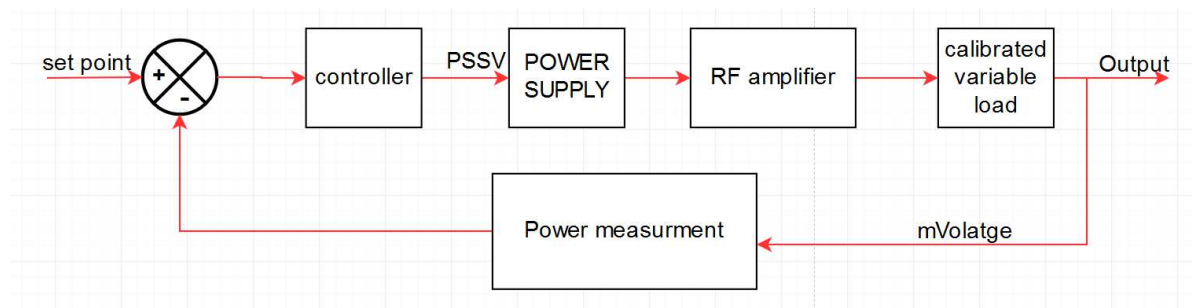 set point
+
-
controller
PSSV
POWER
SUPPLY
RF amplifier
calibrated
variable
load
Output
Power measurment
mVolatge